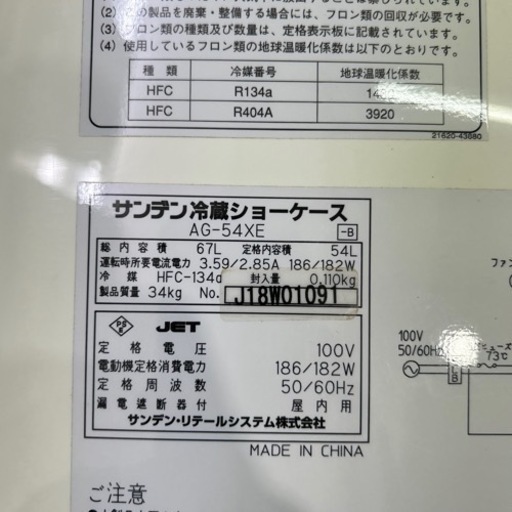 (2) この製品を廃棄・整備する場合には、フロン類の回収が必要です。
(3) フロン類の種類及び数量は、定格表示板に記載されています。
(4) 使用しているフロン類の地球温暖化係数は以下のとおりです。
種 類 冷媒番号 地球温暖化係数
HFC R134a
HFC R404A 3920
21620-43680
サンデン冷蔵ショーケース
AG-54XE -B
総 内 容 積 67L 定格内容積 54L
運転時所要電流電力 3.59/2.85A 186/182W
冷 媒 HFC-134a 封入量 0.110kg
製品質量 34kg No. J18W01091
PSE JET
定 格 電 圧 100V
電動機定格消費電力 186/182W
定 格 周 波 数 50/60Hz
漏 電 遮 断 器 付 屋 内 用
サンデン・リテールシステム株式会社
MADE IN CHINA
ファン
100V
50/60Hz
ヒューズ
73℃
ご注意